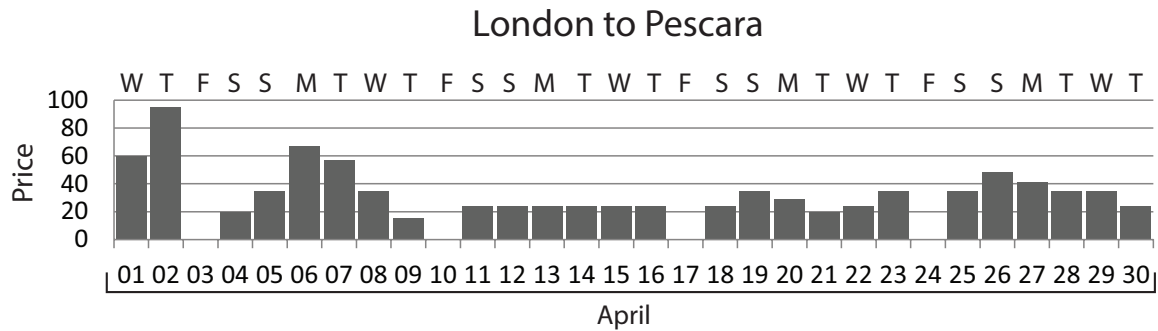 London to Pescara
W T F S S M T W T F S S M T W T F S S M T W T F S S M T W T
100
80
60
40
20
0
Price
01 02 03 04 05 06 07 08 09 10 11 12 13 14 15 16 17 18 19 20 21 22 23 24 25 26 27 28 29 30
April